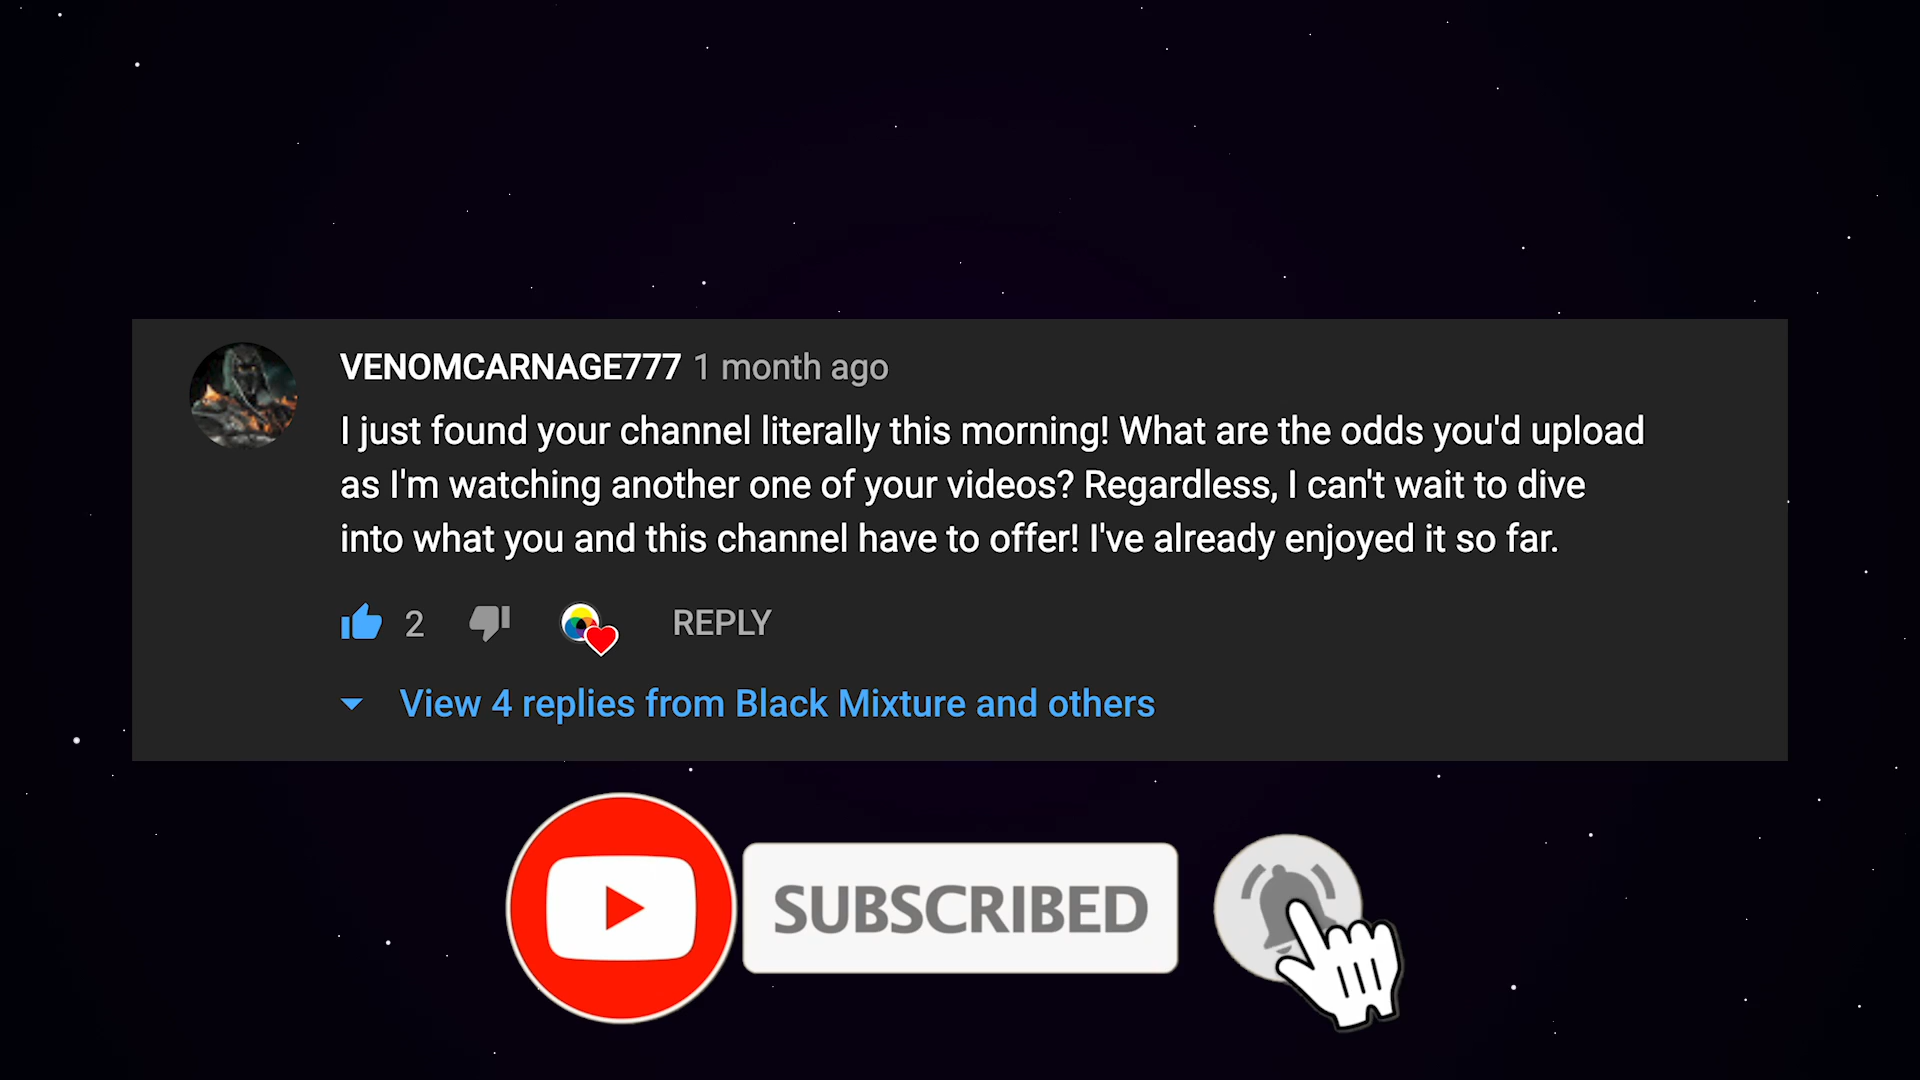 VENOMCARNAGE777 1 month ago
I just found your channel literally this morning! What are the odds you'd upload
as I'm watching another one of your videos? Regardless, I can't wait to dive
into what you and this channel have to offer! I've already enjoyed it so far.
2 REPLY
View 4 replies from Black Mixture and others
SUBSCRIBED